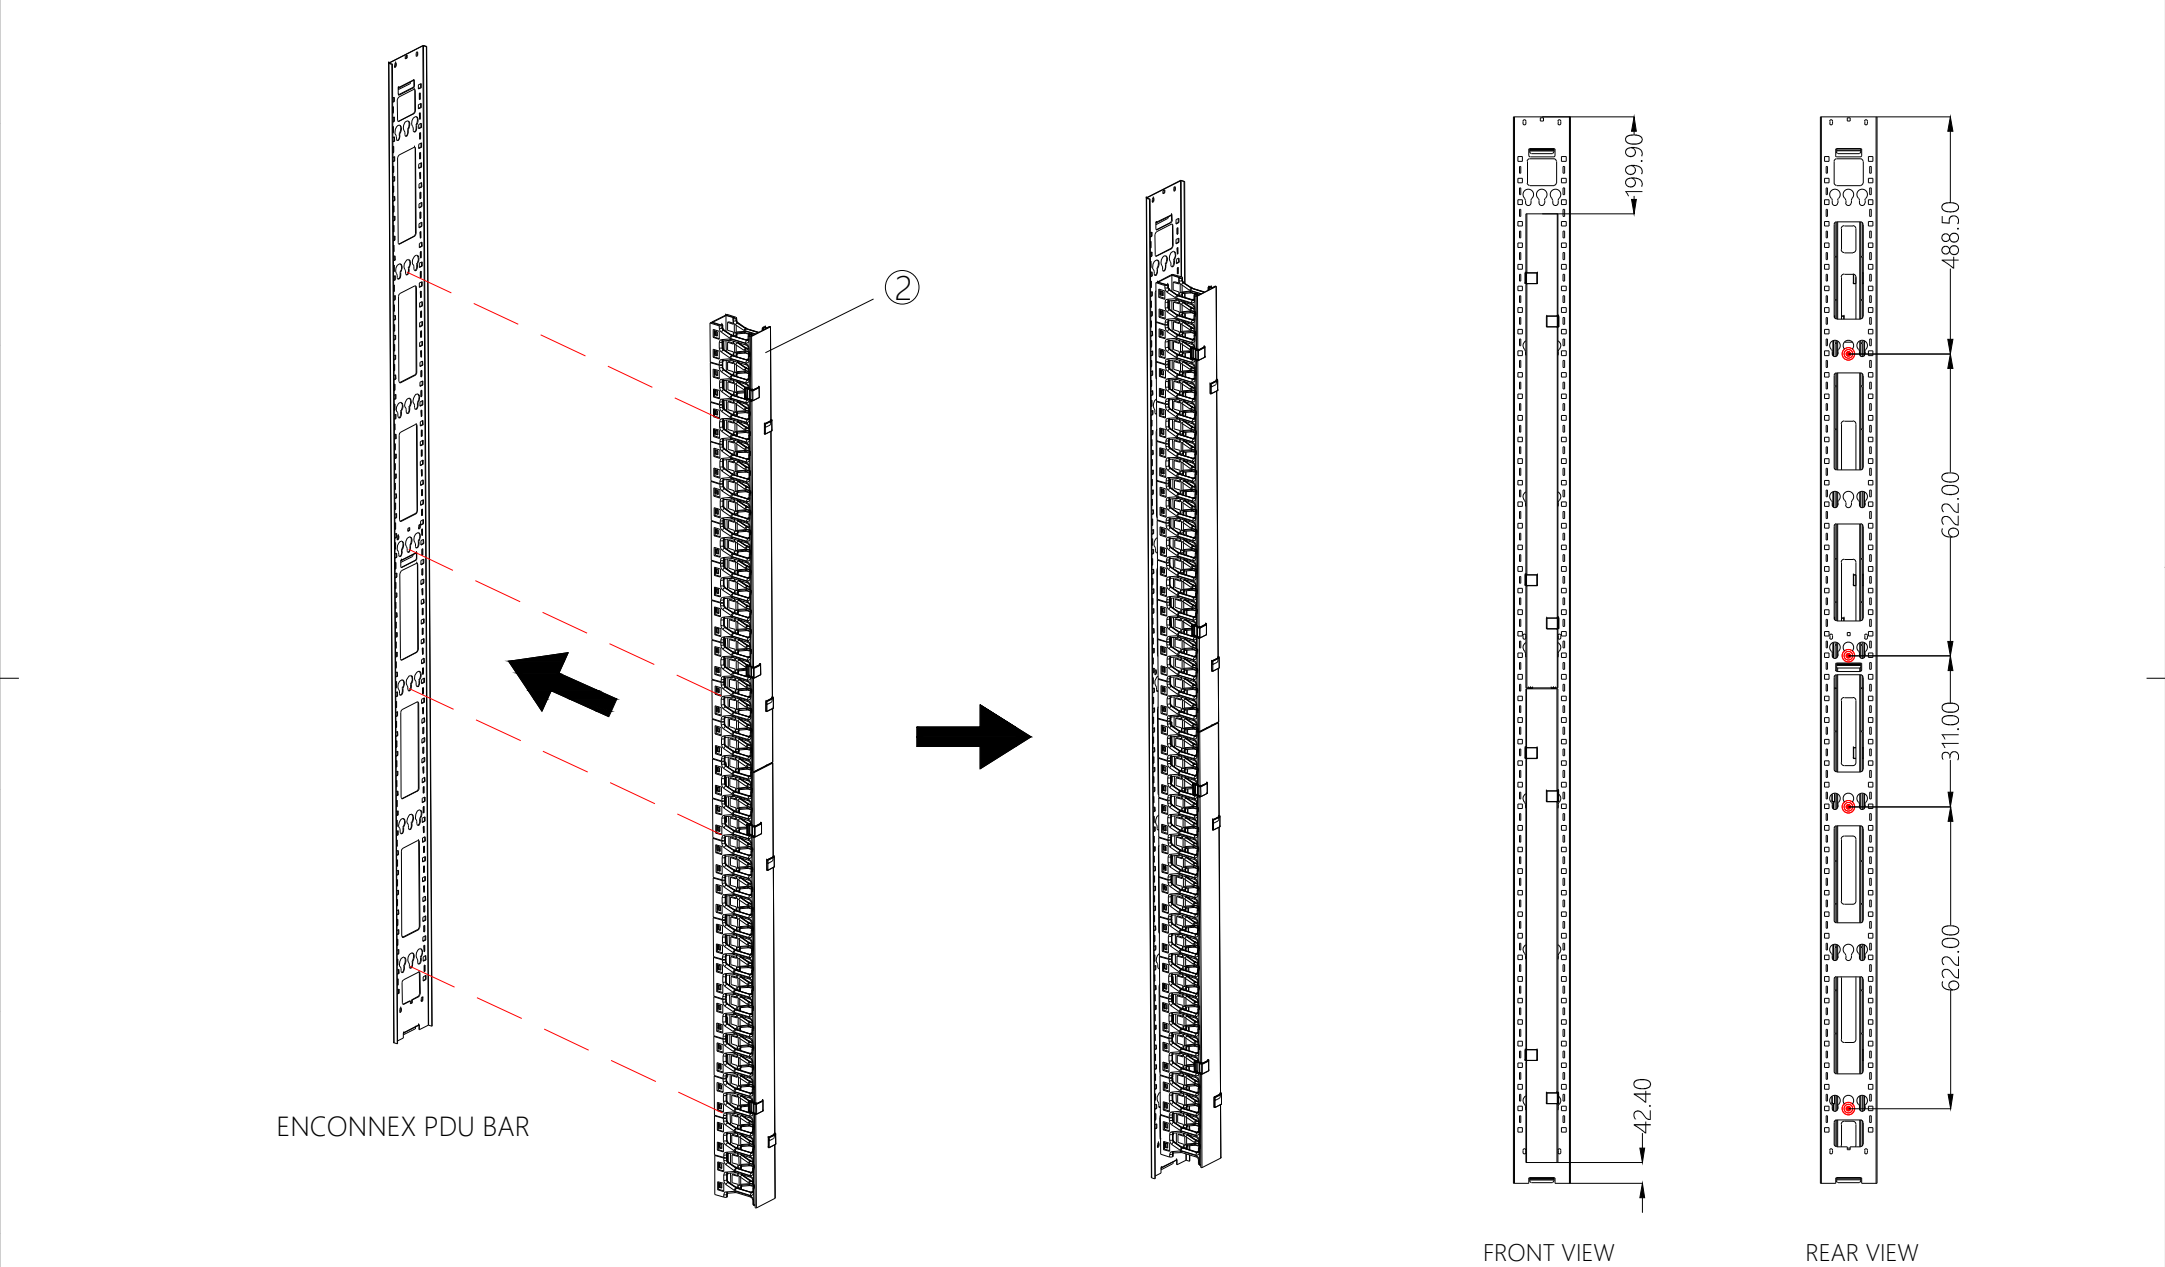 ②
ENCONNEX PDU BAR
199.90
42.40
FRONT VIEW
488.50
622.00
311.00
622.00
REAR VIEW